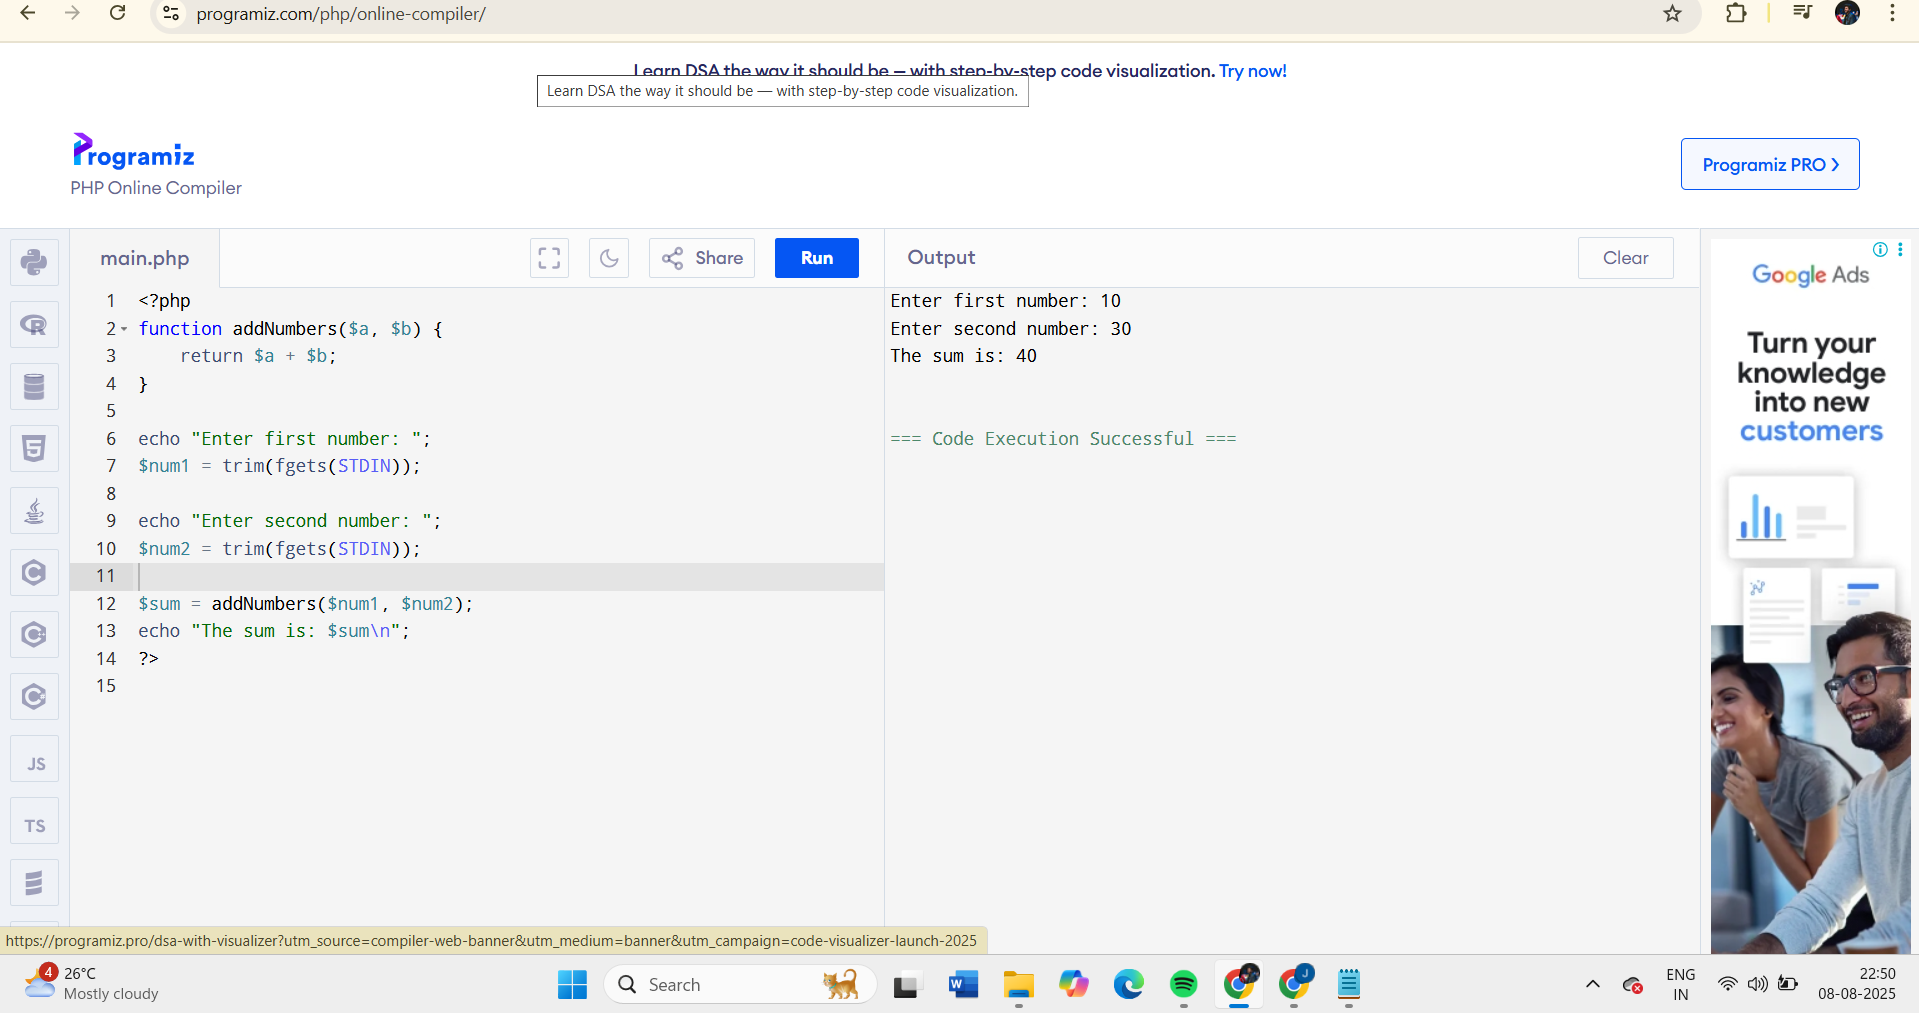 programiz.com/php/online-compiler/
Learn DSA the way it should be — with step-by-step code visualization. Try now!
Learn DSA the way it should be — with step-by-step code visualization.
Programiz
PHP Online Compiler
Programiz PRO
main.php
Share
Run
Output
Clear
1 <?php
2 function addNumbers($a, $b) {
3     return $a + $b;
4 }
5
6 echo "Enter first number: ";
7 $num1 = trim(fgets(STDIN));
8
9 echo "Enter second number: ";
10 $num2 = trim(fgets(STDIN));
11
12 $sum = addNumbers($num1, $num2);
13 echo "The sum is: $sum\n";
14 ?>
15
Enter first number: 10
Enter second number: 30
The sum is: 40
=== Code Execution Successful ===
JS
TS
Google Ads
Turn your
knowledge
into new
customers
https://programiz.pro/dsa-with-visualizer?utm_source=compiler-web-banner&utm_medium=banner&utm_campaign=code-visualizer-launch-2025
4
26°C
Mostly cloudy
Search
W
J
ENG
IN
22:50
08-08-2025